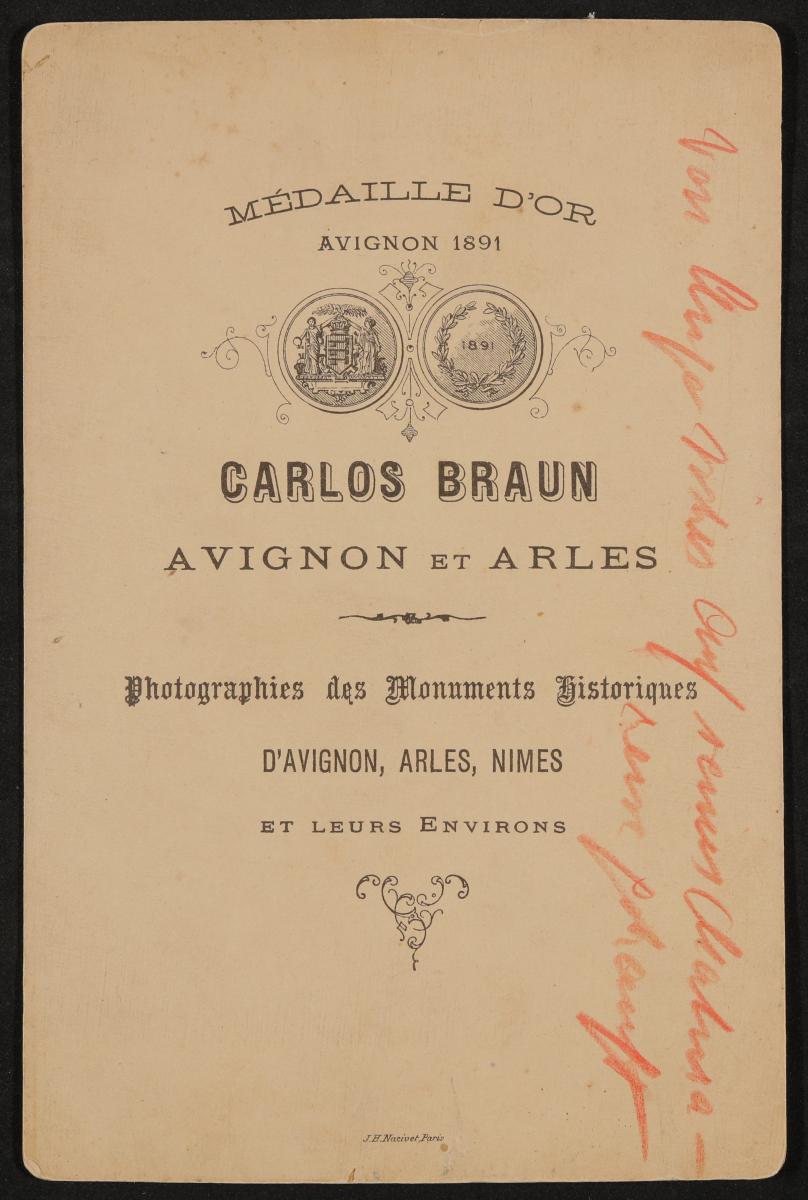 MÉDAILLE D'OR
AVIGNON 1891
1891
CARLOS BRAUN
AVIGNON ET ARLES
Photographies des Monuments Historiques
D'AVIGNON, ARLES, NIMES
ET LEURS ENVIRONS
J.H. Nacivet, Paris
Von